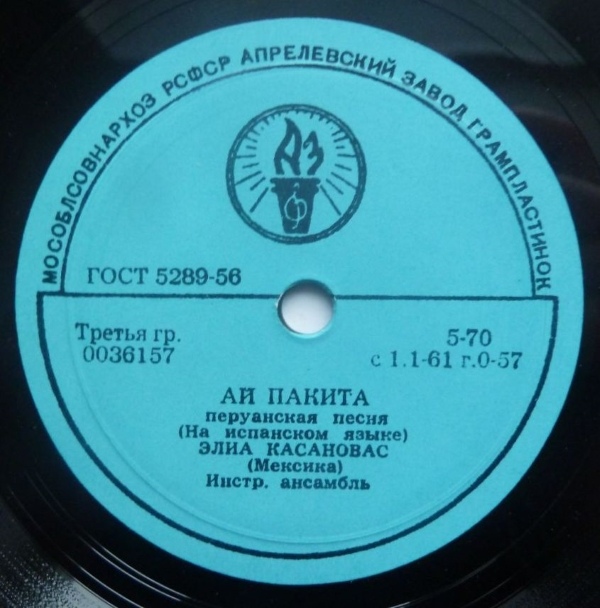 МОСОБЛСОВНАРХОЗ РСФСР АПРЕЛЕВСКИЙ ЗАВОД ГРАМПЛАСТИНОК
АЗ
ГОСТ 5289-56
Третья гр.
0036157
5-70
с 1.1-61 г.0-57
АЙ ПАКИТА
перуанская песня
(На испанском языке)
ЭЛИА КАСАНОВАС
(Мексика)
Инстр. ансамбль